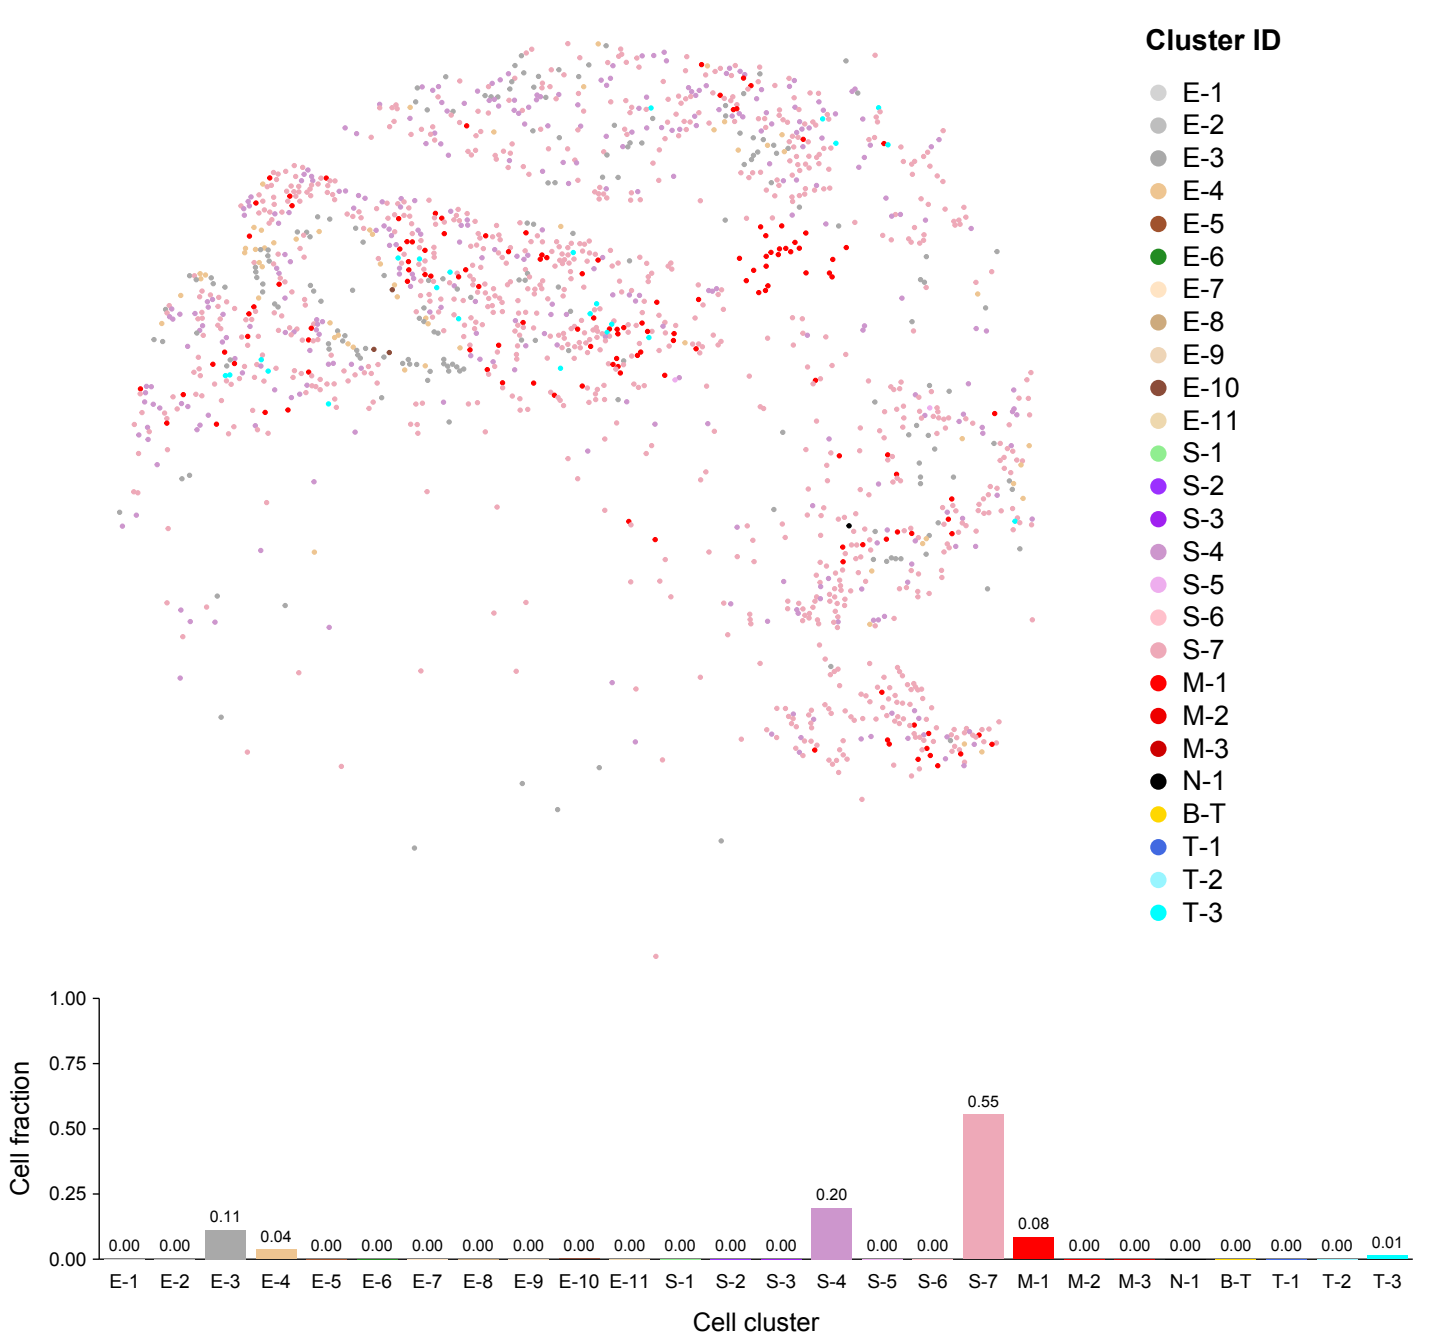 Cluster ID
E-1
E-2
E-3
E-4
E-5
E-6
E-7
E-8
E-9
E-10
E-11
S-1
S-2
S-3
S-4
S-5
S-6
S-7
M-1
M-2
M-3
N-1
B-T
T-1
T-2
T-3
1.00
0.75
0.50
0.25
0.00
Cell fraction
0.00 0.00 0.11 0.04 0.00 0.00 0.00 0.00 0.00 0.00 0.00 0.00 0.00 0.00 0.20 0.00 0.00 0.55 0.08 0.00 0.00 0.00 0.00 0.00 0.00 0.01
E-1 E-2 E-3 E-4 E-5 E-6 E-7 E-8 E-9 E-10 E-11 S-1 S-2 S-3 S-4 S-5 S-6 S-7 M-1 M-2 M-3 N-1 B-T T-1 T-2 T-3
Cell cluster